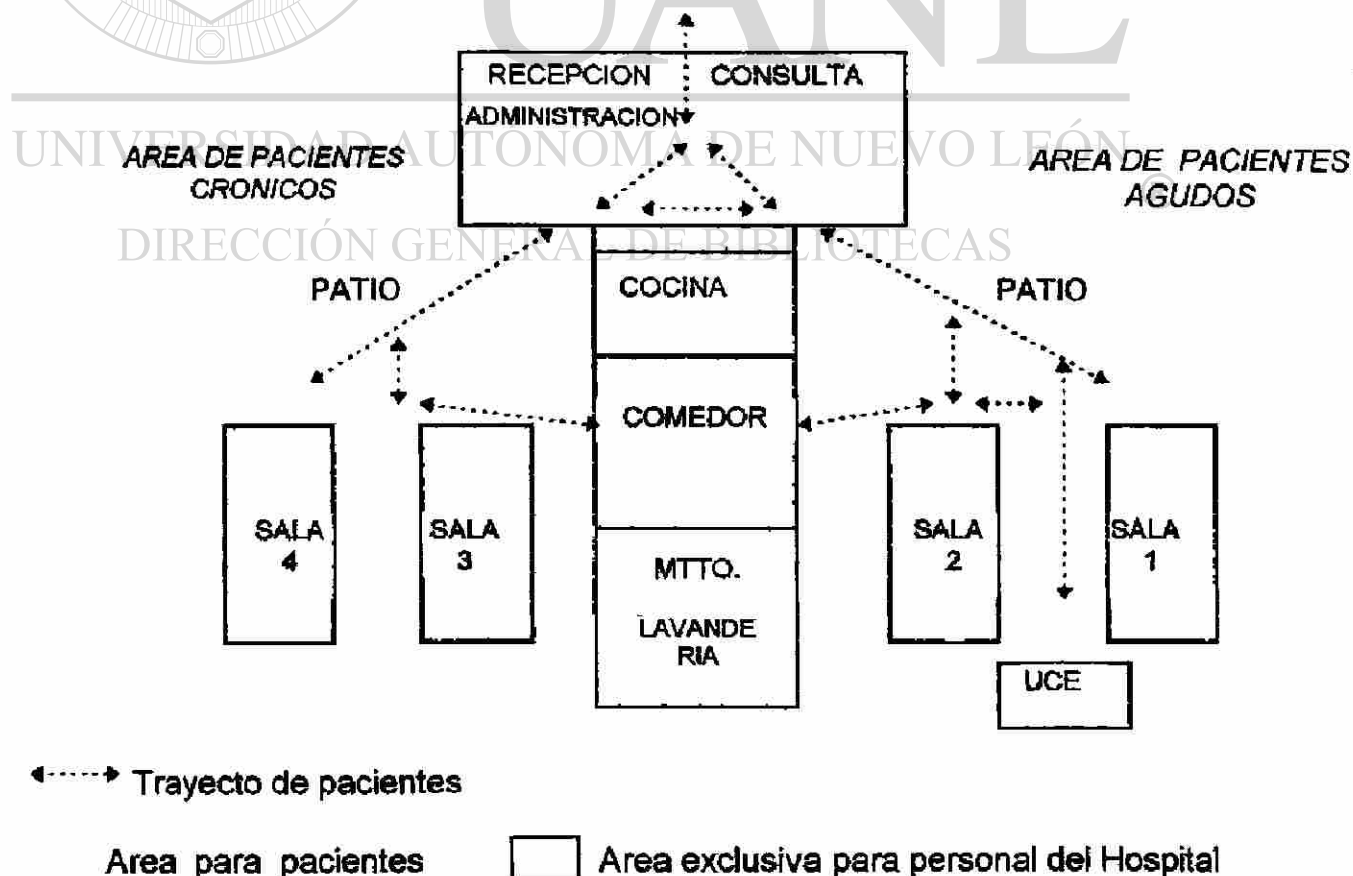 UANL
RECEPCION CONSULTA
ADMINISTRACION
UNIVERSIDAD AUTÓNOMA DE NUEVO LEÓN
AREA DE PACIENTES
CRONICOS
AREA DE PACIENTES
AGUDOS
®
DIRECCIÓN GENERAL DE BIBLIOTECAS
PATIO
COCINA
PATIO
COMEDOR
SALA
4
SALA
3
MTTO.
LAVANDE
RIA
SALA
2
SALA
1
UCE
Trayecto de pacientes
Area para pacientes
Area exclusiva para personal del Hospital